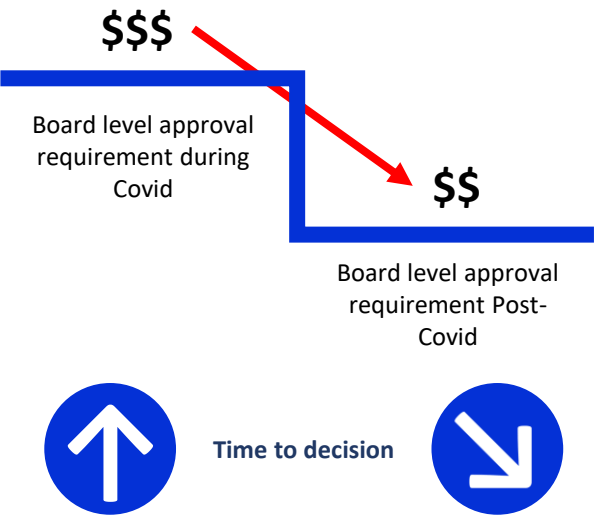 $$$
Board level approval
requirement during
Covid
$$
Board level approval
requirement Post-
Covid
Time to decision